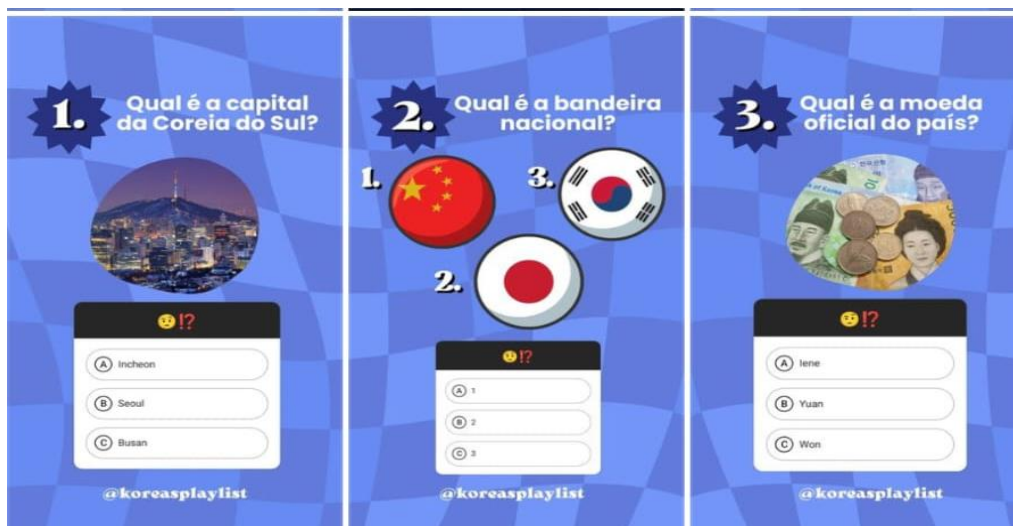 1.
Qual é a capital
da Coreia do Sul?
A Incheon
B Seoul
C Busan
@koreasplaylist
2.
Qual é a bandeira
nacional?
1.
3.
2.
A 1
B 2
C 3
@koreasplaylist
3.
Qual é a moeda
oficial do país?
A Iene
B Yuan
C Won
@koreasplaylist